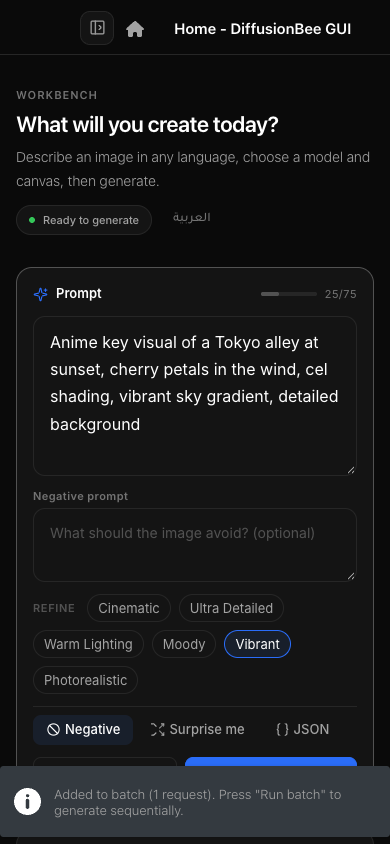 Home - DiffusionBee GUI
WORKBENCH
What will you create today?
Describe an image in any language, choose a model and
canvas, then generate.
Ready to generate
العربية
Prompt
25/75
Anime key visual of a Tokyo alley at
sunset, cherry petals in the wind, cel
shading, vibrant sky gradient, detailed
background
Negative prompt
What should the image avoid? (optional)
REFINE
Cinematic
Ultra Detailed
Warm Lighting
Moody
Vibrant
Photorealistic
Negative
Surprise me
{ } JSON
Added to batch (1 request). Press "Run batch" to
generate sequentially.